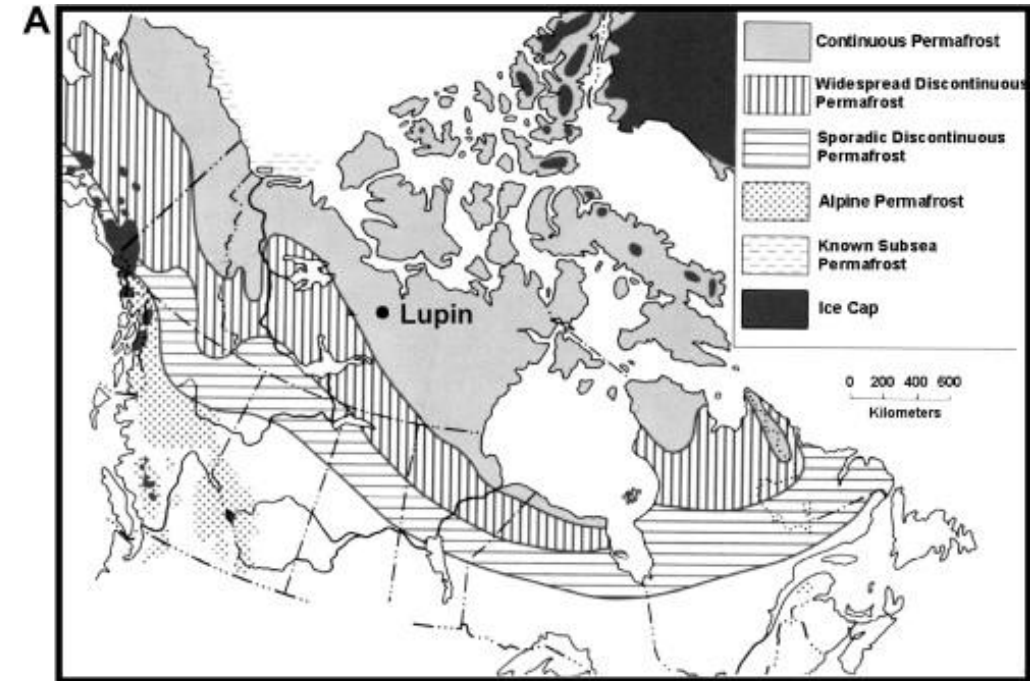 A
Continuous Permafrost
Widespread Discontinuous
Permafrost
Sporadic Discontinuous
Permafrost
Alpine Permafrost
Known Subsea
Permafrost
Ice Cap
Lupin
0 200 400 600
Kilometers